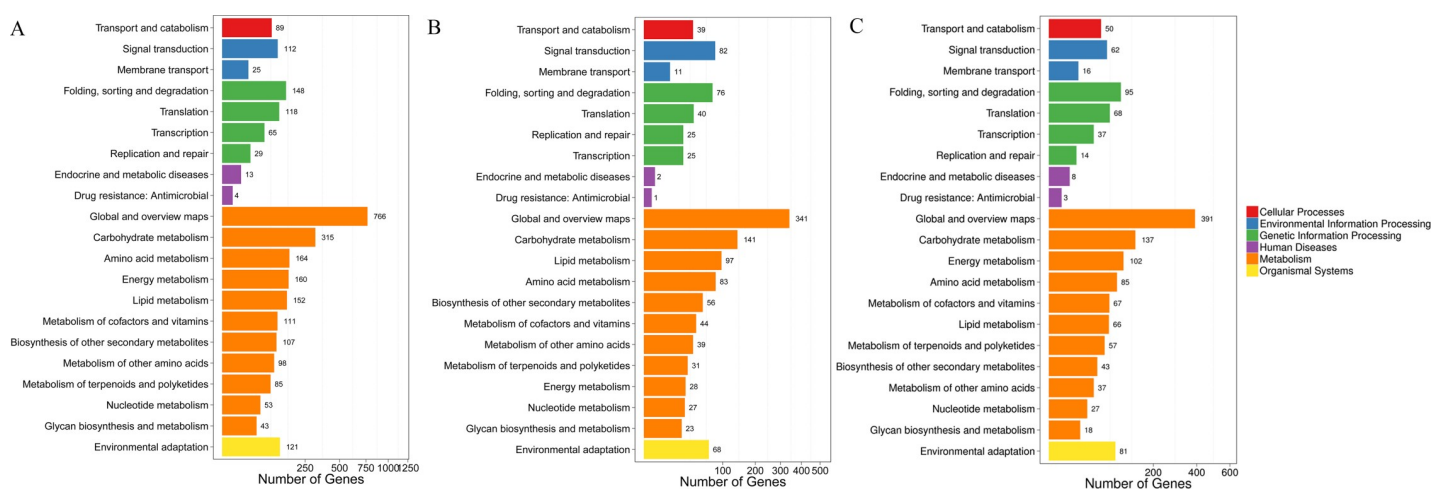 A
Transport and catabolism 89
Signal transduction 112
Membrane transport 25
Folding, sorting and degradation 148
Translation 118
Transcription 65
Replication and repair 29
Endocrine and metabolic diseases 13
Drug resistance: Antimicrobial 4
Global and overview maps 766
Carbohydrate metabolism 315
Amino acid metabolism 164
Energy metabolism 160
Lipid metabolism 152
Metabolism of cofactors and vitamins 111
Biosynthesis of other secondary metabolites 107
Metabolism of other amino acids 98
Metabolism of terpenoids and polyketides 85
Nucleotide metabolism 53
Glycan biosynthesis and metabolism 43
Environmental adaptation 121
250 750 1000 1250
Number of Genes
B
Transport and catabolism 39
Signal transduction 82
Membrane transport 11
Folding, sorting and degradation 76
Translation 40
Replication and repair 25
Transcription 25
Endocrine and metabolic diseases 2
Drug resistance: Antimicrobial 1
Global and overview maps 341
Carbohydrate metabolism 141
Lipid metabolism 97
Amino acid metabolism 83
Biosynthesis of other secondary metabolites 56
Metabolism of cofactors and vitamins 44
Metabolism of other amino acids 39
Metabolism of terpenoids and polyketides 31
Energy metabolism 28
Nucleotide metabolism 27
Glycan biosynthesis and metabolism 23
Environmental adaptation 68
100 200 300 400 500
Number of Genes
C
Transport and catabolism 50
Signal transduction 62
Membrane transport 16
Folding, sorting and degradation 95
Translation 68
Transcription 37
Replication and repair 14
Endocrine and metabolic diseases 8
Drug resistance: Antimicrobial 3
Global and overview maps 391
Carbohydrate metabolism 137
Energy metabolism 102
Amino acid metabolism 85
Metabolism of cofactors and vitamins 67
Lipid metabolism 66
Metabolism of terpenoids and polyketides 57
Biosynthesis of other secondary metabolites 43
Metabolism of other amino acids 37
Nucleotide metabolism 27
Glycan biosynthesis and metabolism 18
Environmental adaptation 81
200 400 600
Number of Genes
Cellular Processes
Environmental Information Processing
Genetic Information Processing
Human Diseases
Metabolism
Organismal Systems